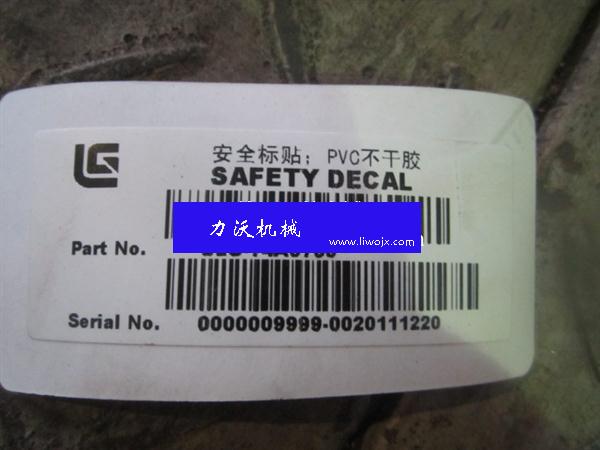 LG
安全标贴；PVC不干胶
SAFETY DECAL
力沃机械
www.liwojx.com
Part No.
Serial No. 0000009999-0020111220